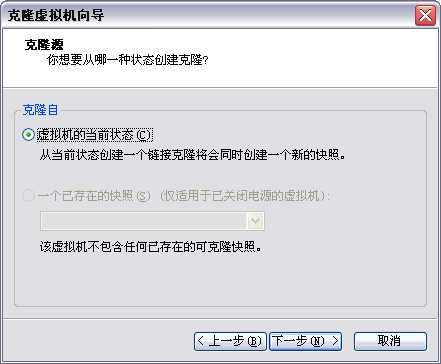 克隆虚拟机向导
克隆源
你想要从哪一种状态创建克隆?
克隆自
虚拟机的当前状态(C)
从当前状态创建一个链接克隆将会同时创建一个新的快照。
一个已存在的快照(S) (仅适用于已关闭电源的虚拟机):
该虚拟机不包含任何已存在的可克隆快照。
< 上一步(B) 下一步(N) > 取消